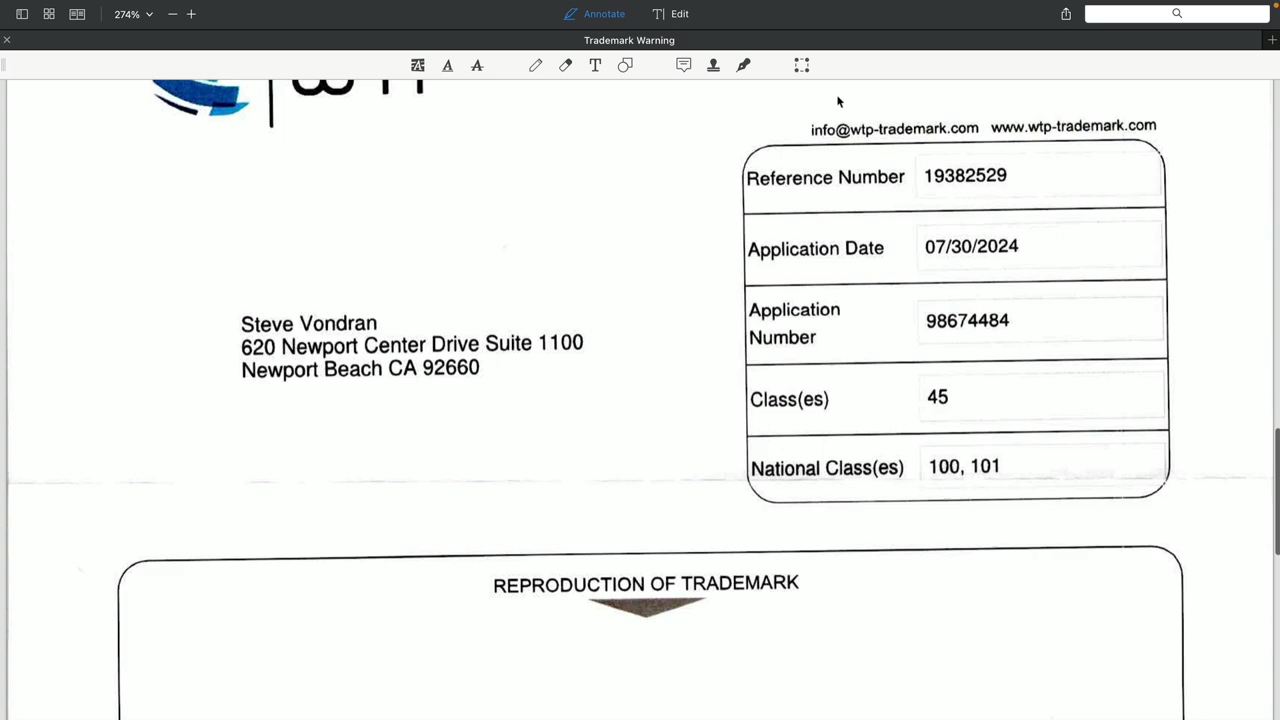 274%
Annotate
Edit
Trademark Warning
info@wtp-trademark.com www.wtp-trademark.com
Reference Number 19382529
Application Date 07/30/2024
Application Number 98674484
Class(es) 45
National Class(es) 100, 101
Steve Vondran
620 Newport Center Drive Suite 1100
Newport Beach CA 92660
REPRODUCTION OF TRADEMARK